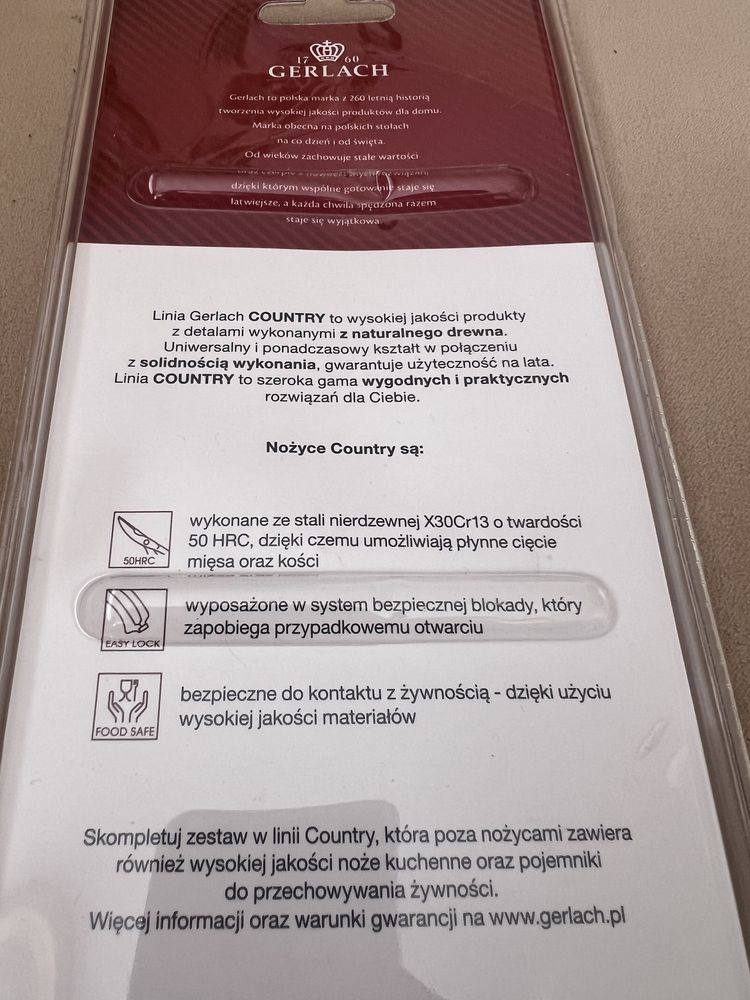 17 60
GERLACH
Gerlach to polska marka z 260 letnią historią
tworzenia wysokiej jakości produktów dla domu.
Marka obecna na polskich stołach
na co dzień i od święta.
Od wieków zachowuje stałe wartości
oraz czerpie z nowoczesnych rozwiązań,
dzięki którym wspólne gotowanie staje się
łatwiejsze, a każda chwila spędzona razem
staje się wyjątkowa.
Linia Gerlach COUNTRY to wysokiej jakości produkty
z detalami wykonanymi z naturalnego drewna.
Uniwersalny i ponadczasowy kształt w połączeniu
z solidnością wykonania, gwarantuje użyteczność na lata.
Linia COUNTRY to szeroka gama wygodnych i praktycznych
rozwiązań dla Ciebie.
Nożyce Country są:
50HRC
wykonane ze stali nierdzewnej X30Cr13 o twardości
50 HRC, dzięki czemu umożliwiają płynne cięcie
mięsa oraz kości
EASY LOCK
wyposażone w system bezpiecznej blokady, który
zapobiega przypadkowemu otwarciu
FOOD SAFE
bezpieczne do kontaktu z żywnością - dzięki użyciu
wysokiej jakości materiałów
Skompletuj zestaw w linii Country, która poza nożycami zawiera
również wysokiej jakości noże kuchenne oraz pojemniki
do przechowywania żywności.
Więcej informacji oraz warunki gwarancji na www.gerlach.pl